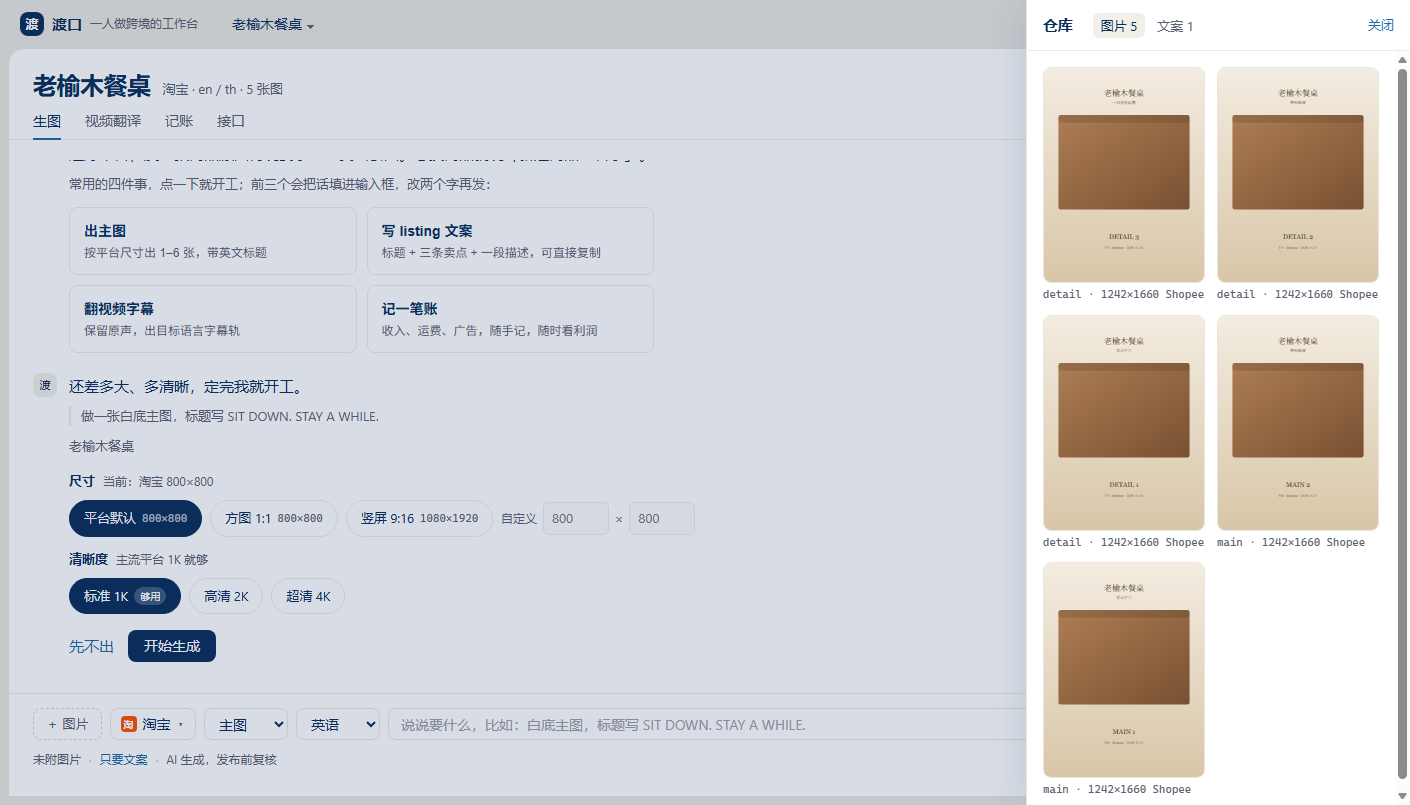 渡 渡口 一人做跨境的工作台 老榆木餐桌
老榆木餐桌 淘宝 · en / th · 5 张图
生图 视频翻译 记账 接口
常用的四件事，点一下就开工；前三个会把话填进输入框，改两个字再发：
出主图
按平台尺寸出 1–6 张，带英文标题
写 listing 文案
标题 + 三条卖点 + 一段描述，可直接复制
翻视频字幕
保留原声，出目标语言字幕轨
记一笔账
收入、运费、广告，随手记，随时看利润
渡 还差多大、多清晰，定完我就开工。
做一张白底主图，标题写 SIT DOWN. STAY A WHILE.
老榆木餐桌
尺寸 当前：淘宝 800×800
平台默认 800×800 方图 1:1 800×800 竖屏 9:16 1080×1920 自定义 800 × 800
清晰度 主流平台 1K 就够
标准 1K 够用 高清 2K 超清 4K
先不出 开始生成
+ 图片 淘 淘宝 主图 英语 说说要什么，比如：白底主图，标题写 SIT DOWN. STAY A WHILE.
未附图片 · 只要文案 · AI 生成，发布前复核
仓库 图片 5 文案 1 关闭
老榆木餐桌
DETAIL 3
detail · 1242×1660 Shopee
老榆木餐桌
DETAIL 2
detail · 1242×1660 Shopee
老榆木餐桌
DETAIL 1
detail · 1242×1660 Shopee
老榆木餐桌
MAIN 2
main · 1242×1660 Shopee
老榆木餐桌
MAIN 1
main · 1242×1660 Shopee